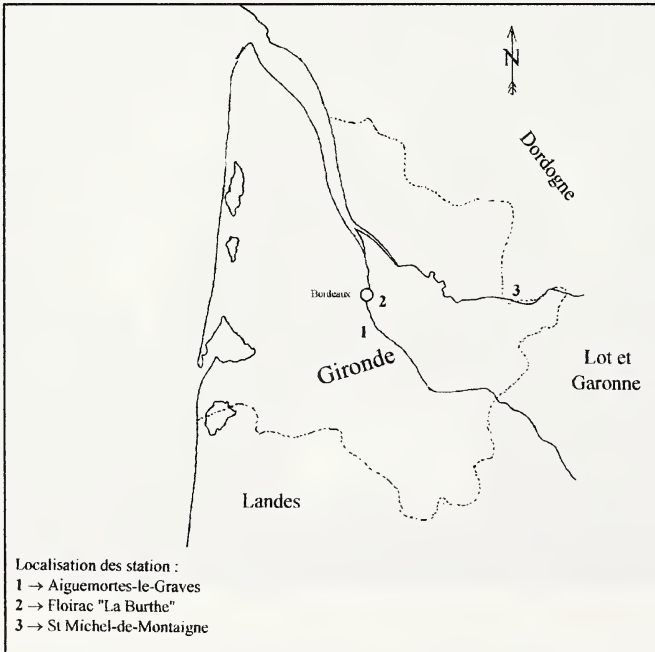 N
Dordogne
Bordeaux
2
3
1
Gironde
Lot et
Garonne
Landes
Localisation des station :
1 → Aiguemortes-le-Graves
2 → Floirac "La Burthe"
3 → St Michel-de-Montaigne